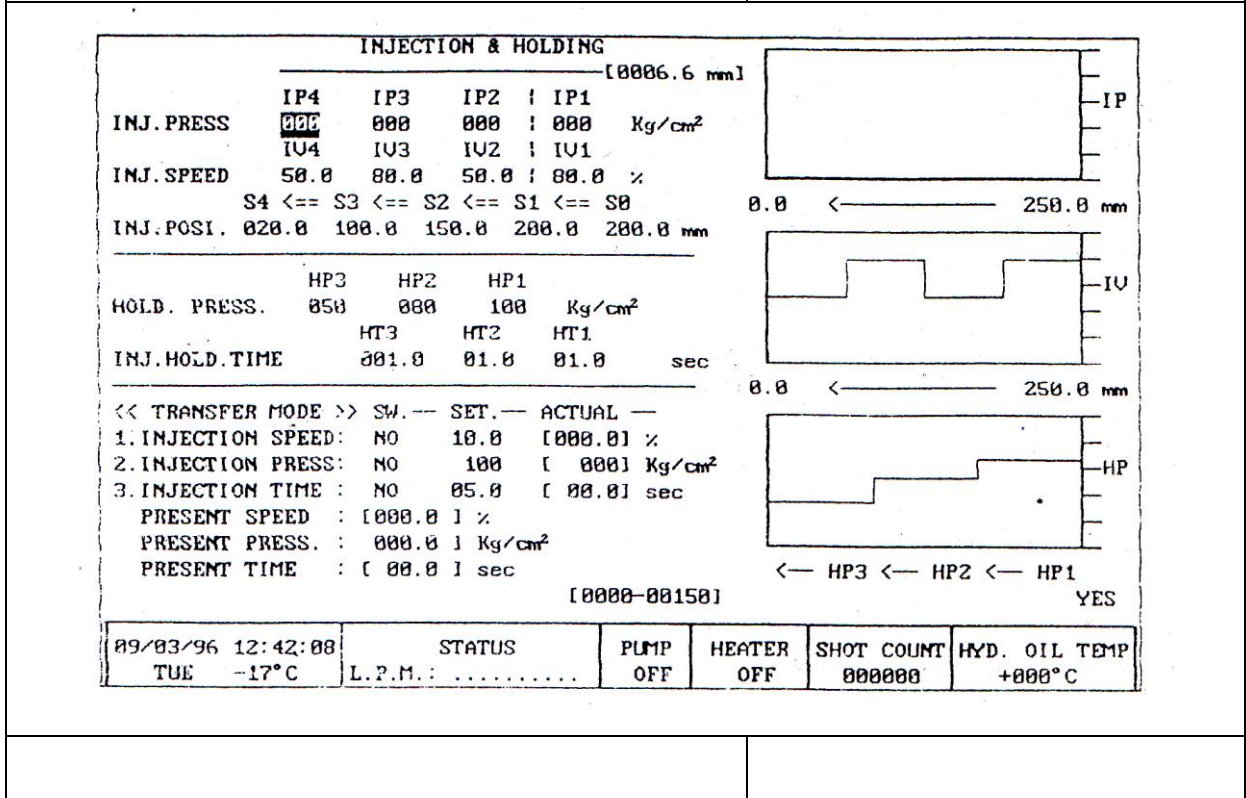 INJECTION & HOLDING
[0006.6 mm]
IP4 IP3 IP2 ¦ IP1
INJ.PRESS 000 000 000 ¦ 000 Kg/cm²
IV4 IV3 IV2 ¦ IV1
INJ.SPEED 50.0 80.0 50.0 ¦ 80.0 %
S4 <== S3 <== S2 <== S1 <== S0
INJ.POSI. 020.0 100.0 150.0 200.0 200.0 mm
HP3 HP2 HP1
HOLD. PRESS. 050 080 100 Kg/cm²
HT3 HT2 HT1
INJ.HOLD.TIME 001.0 01.0 01.0 sec
<< TRANSFER MODE >> SW.-- SET.-- ACTUAL --
1.INJECTION SPEED: NO 10.0 [000.0] %
2.INJECTION PRESS: NO 100 [ 000] Kg/cm²
3.INJECTION TIME : NO 05.0 [ 00.0] sec
PRESENT SPEED : [000.0 ] %
PRESENT PRESS. : 000.0 ] Kg/cm²
PRESENT TIME : [ 00.0 ] sec
[0000-00150]
IP
0.0 <-- 250.0 mm
IV
0.0 <-- 250.0 mm
HP
<-- HP3 <-- HP2 <-- HP1
YES
09/03/96 12:42:08
TUE -17°C
STATUS
L.P.M.: ..........
PUMP
OFF
HEATER
OFF
SHOT COUNT
000000
HYD. OIL TEMP
+000°C